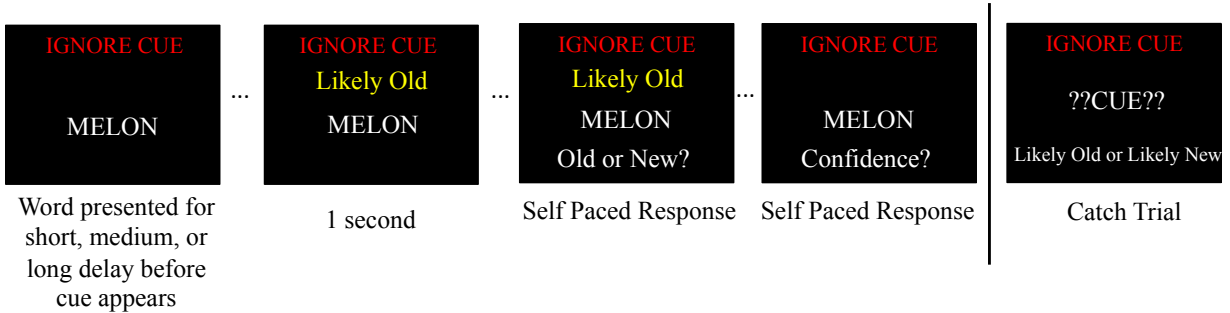 IGNORE CUE
MELON
Word presented for
short, medium, or
long delay before
cue appears
...
IGNORE CUE
Likely Old
MELON
1 second
...
IGNORE CUE
Likely Old
MELON
Old or New?
Self Paced Response
...
IGNORE CUE
MELON
Confidence?
Self Paced Response
IGNORE CUE
??CUE??
Likely Old or Likely New
Catch Trial